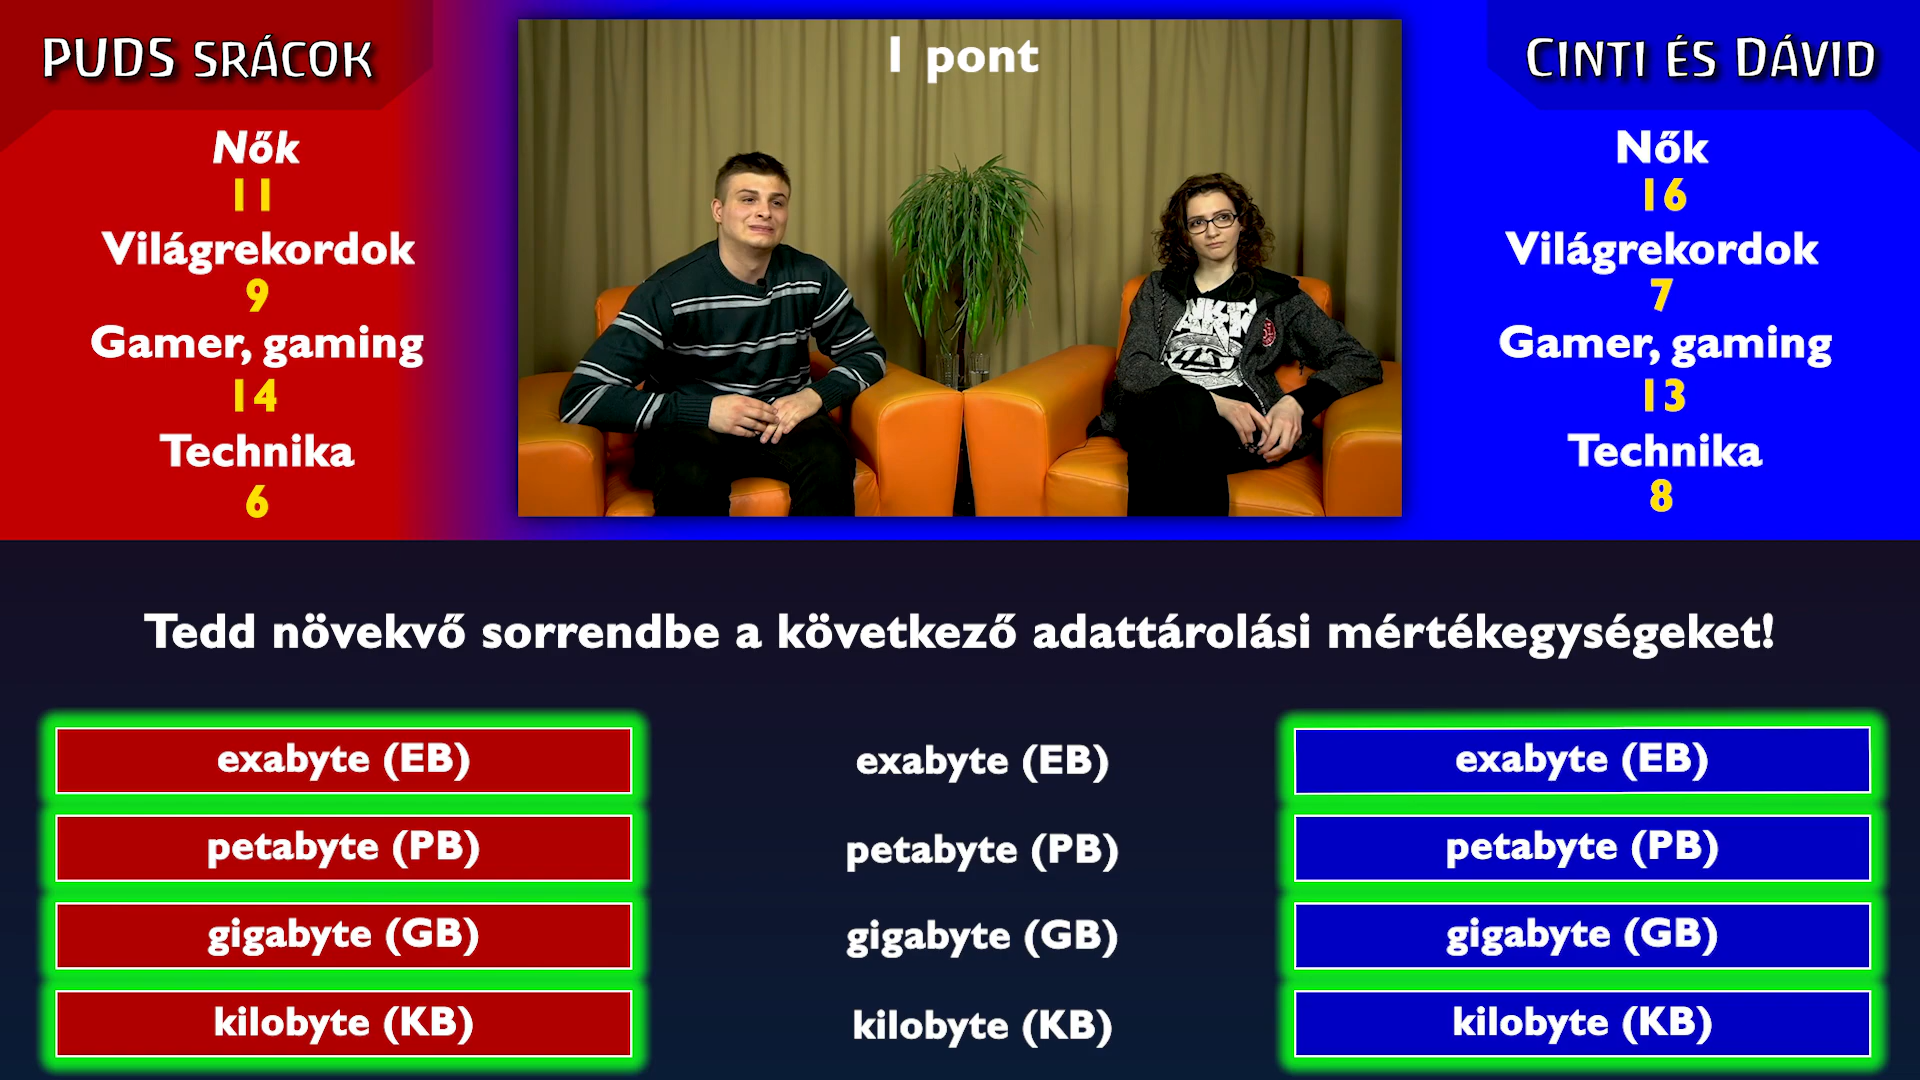 PUDS SRÁCOK
Nők
11
Világrekordok
9
Gamer, gaming
14
Technika
6
1 pont
CINTI ÉS DÁVID
Nők
16
Világrekordok
7
Gamer, gaming
13
Technika
8
Tedd növekvő sorrendbe a következő adattárolási mértékegységeket!
exabyte (EB)
petabyte (PB)
gigabyte (GB)
kilobyte (KB)
exabyte (EB)
petabyte (PB)
gigabyte (GB)
kilobyte (KB)
exabyte (EB)
petabyte (PB)
gigabyte (GB)
kilobyte (KB)